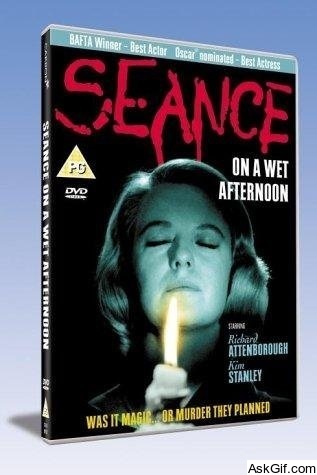 BAFTA Winner - Best Actor Oscar® nominated - Best Actress
SEANCE
ON A WET
AFTERNOON
PG
DVD
STARRING
Richard
ATTENBOROUGH
Kim
STANLEY
WAS IT MAGIC... OR MURDER THEY PLANNED
SEANCE ON A WET AFTERNOON
DVD
AskGif.com